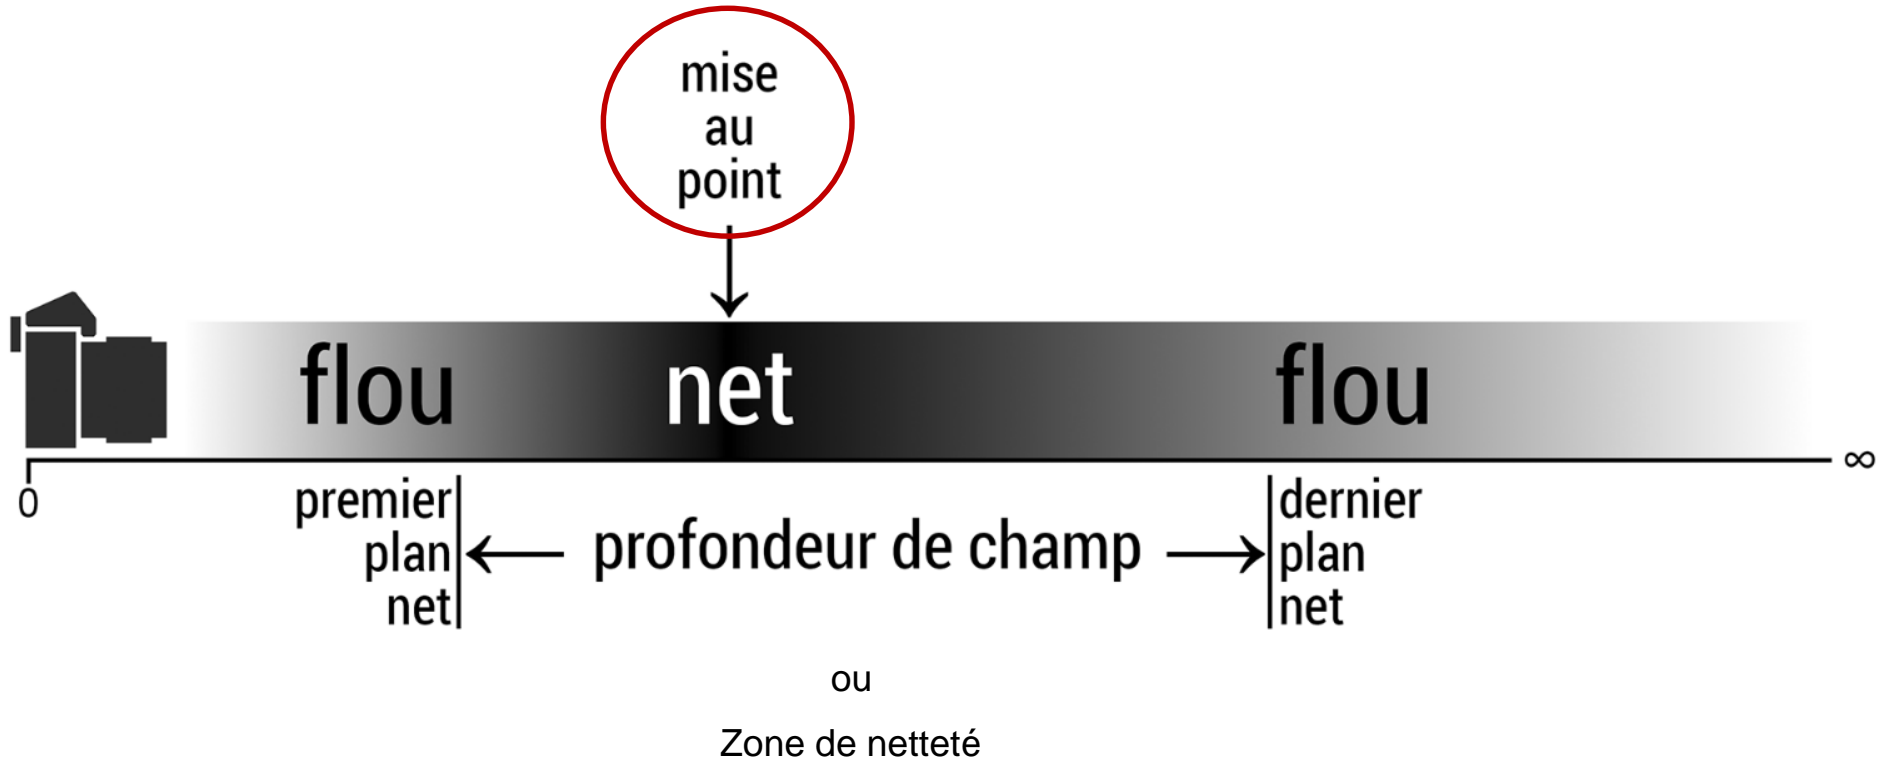 mise
au
point
flou
net
flou
∞
0
premier
plan
net
profondeur de champ
dernier
plan
net
ou
Zone de netteté